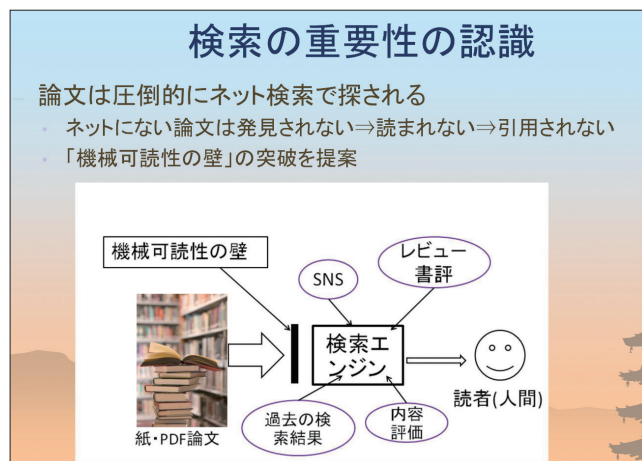 検索の重要性の認識
論文は圧倒的にネット検索で探される
・ネットにない論文は発見されない⇒読まれない⇒引用されない
・「機械可読性の壁」の突破を提案
機械可読性の壁
SNS
レビュー
書評
検索エ
ンジン
読者(人間)
過去の検
索結果
内容
評価
紙・PDF論文